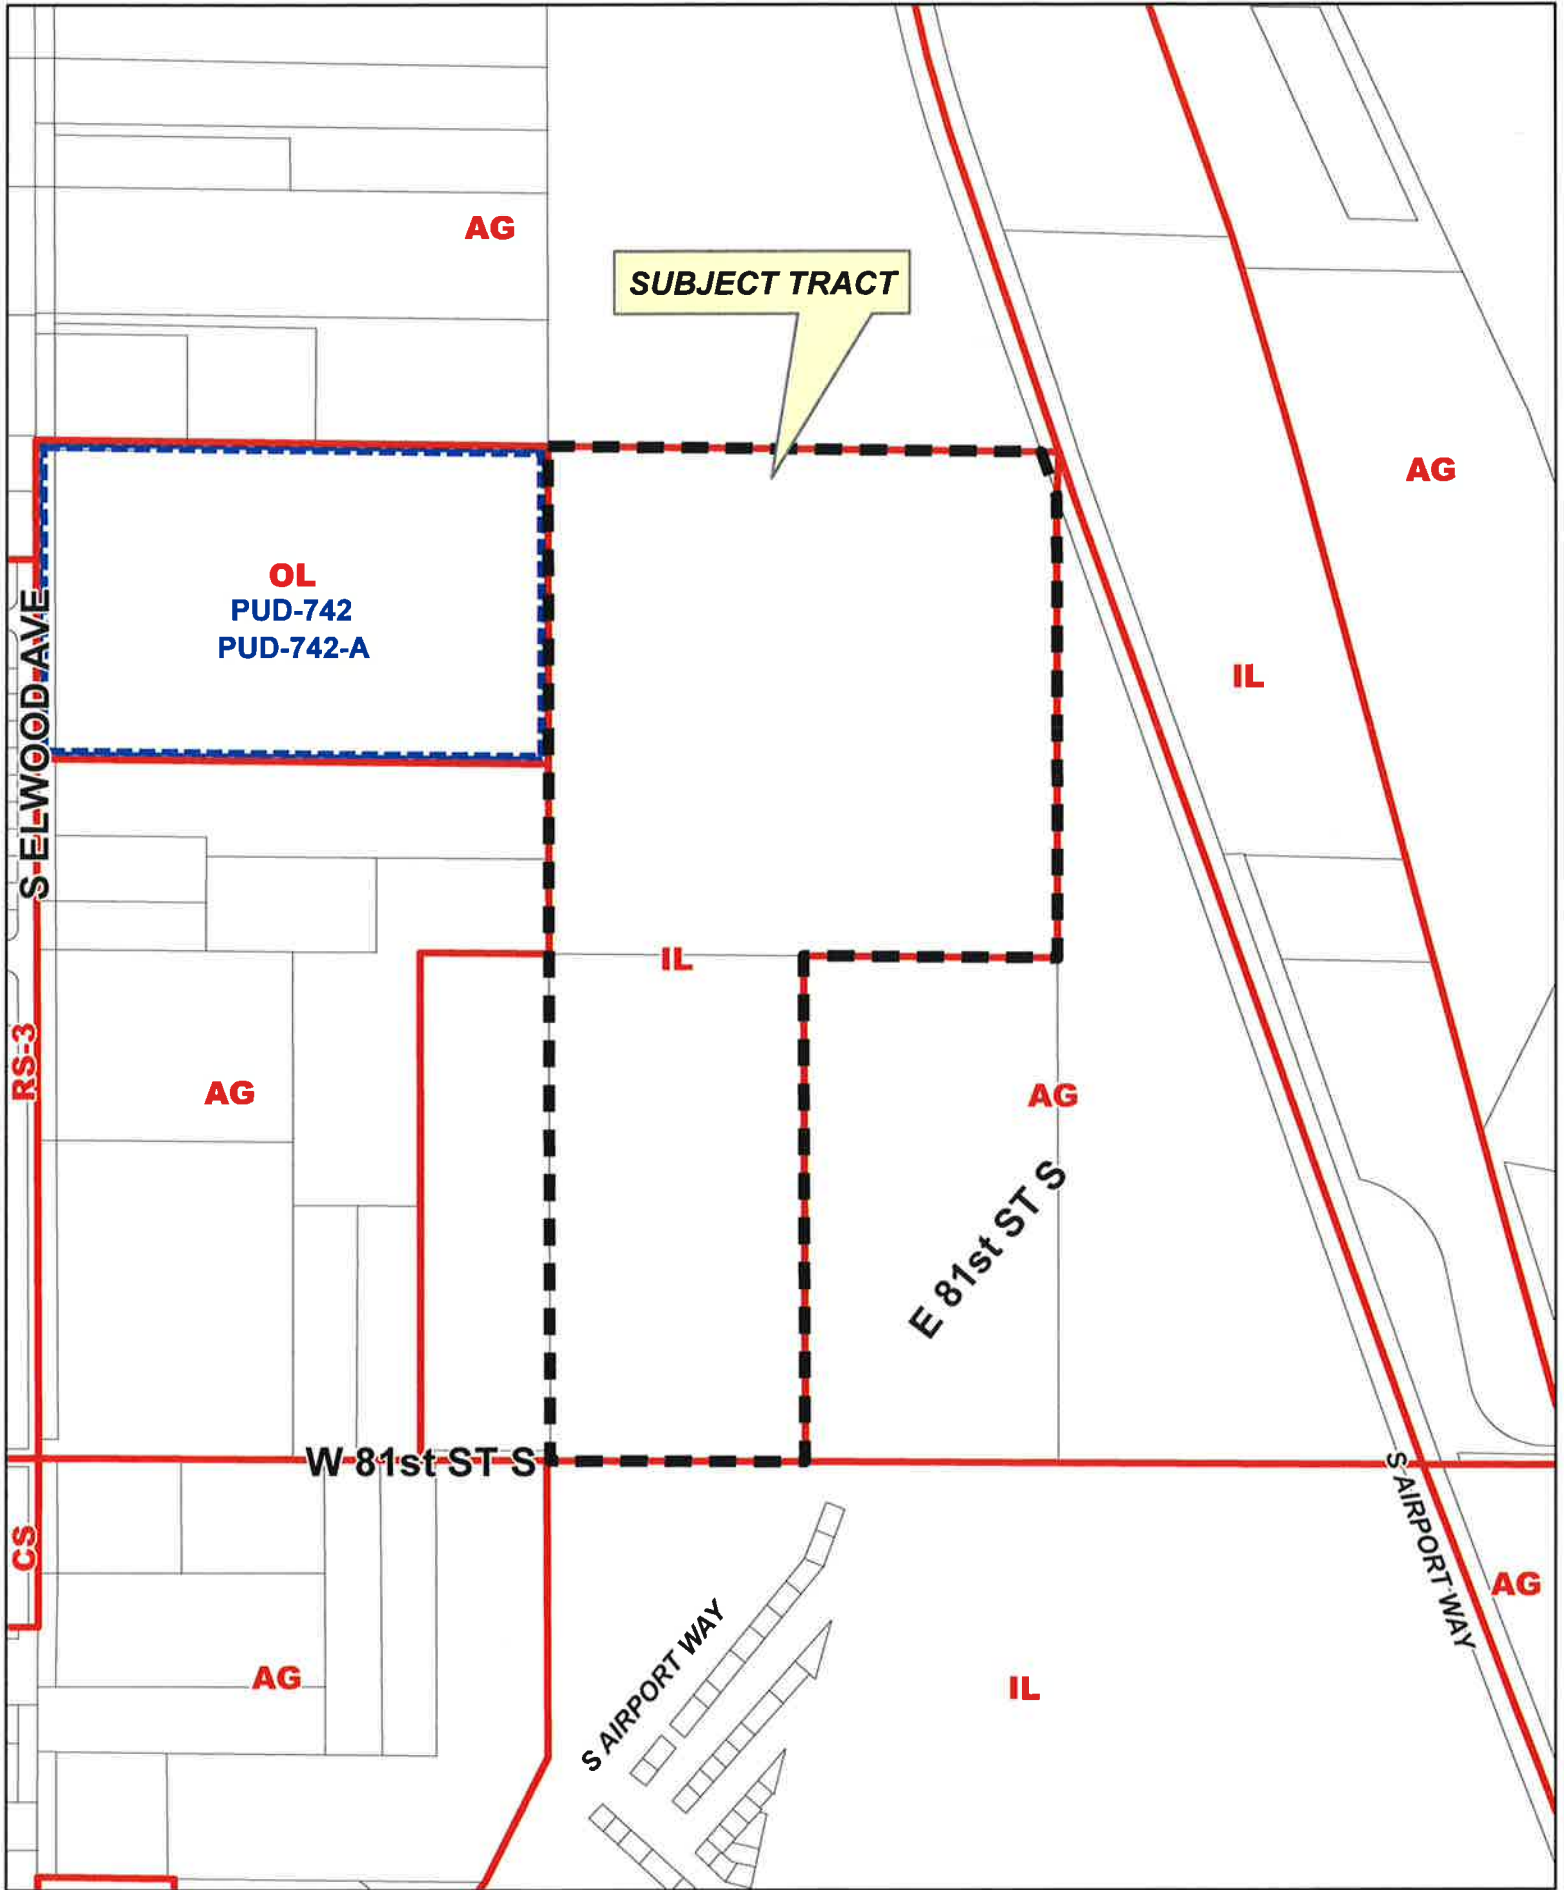 AG
SUBJECT TRACT
AG
OL
PUD-742
PUD-742-A
S ELWOOD AVE
IL
IL
RS-3
AG
AG
E 81st ST S
W 81st ST S
S AIRPORT WAY
CS
AG
S AIRPORT WAY
AG
IL